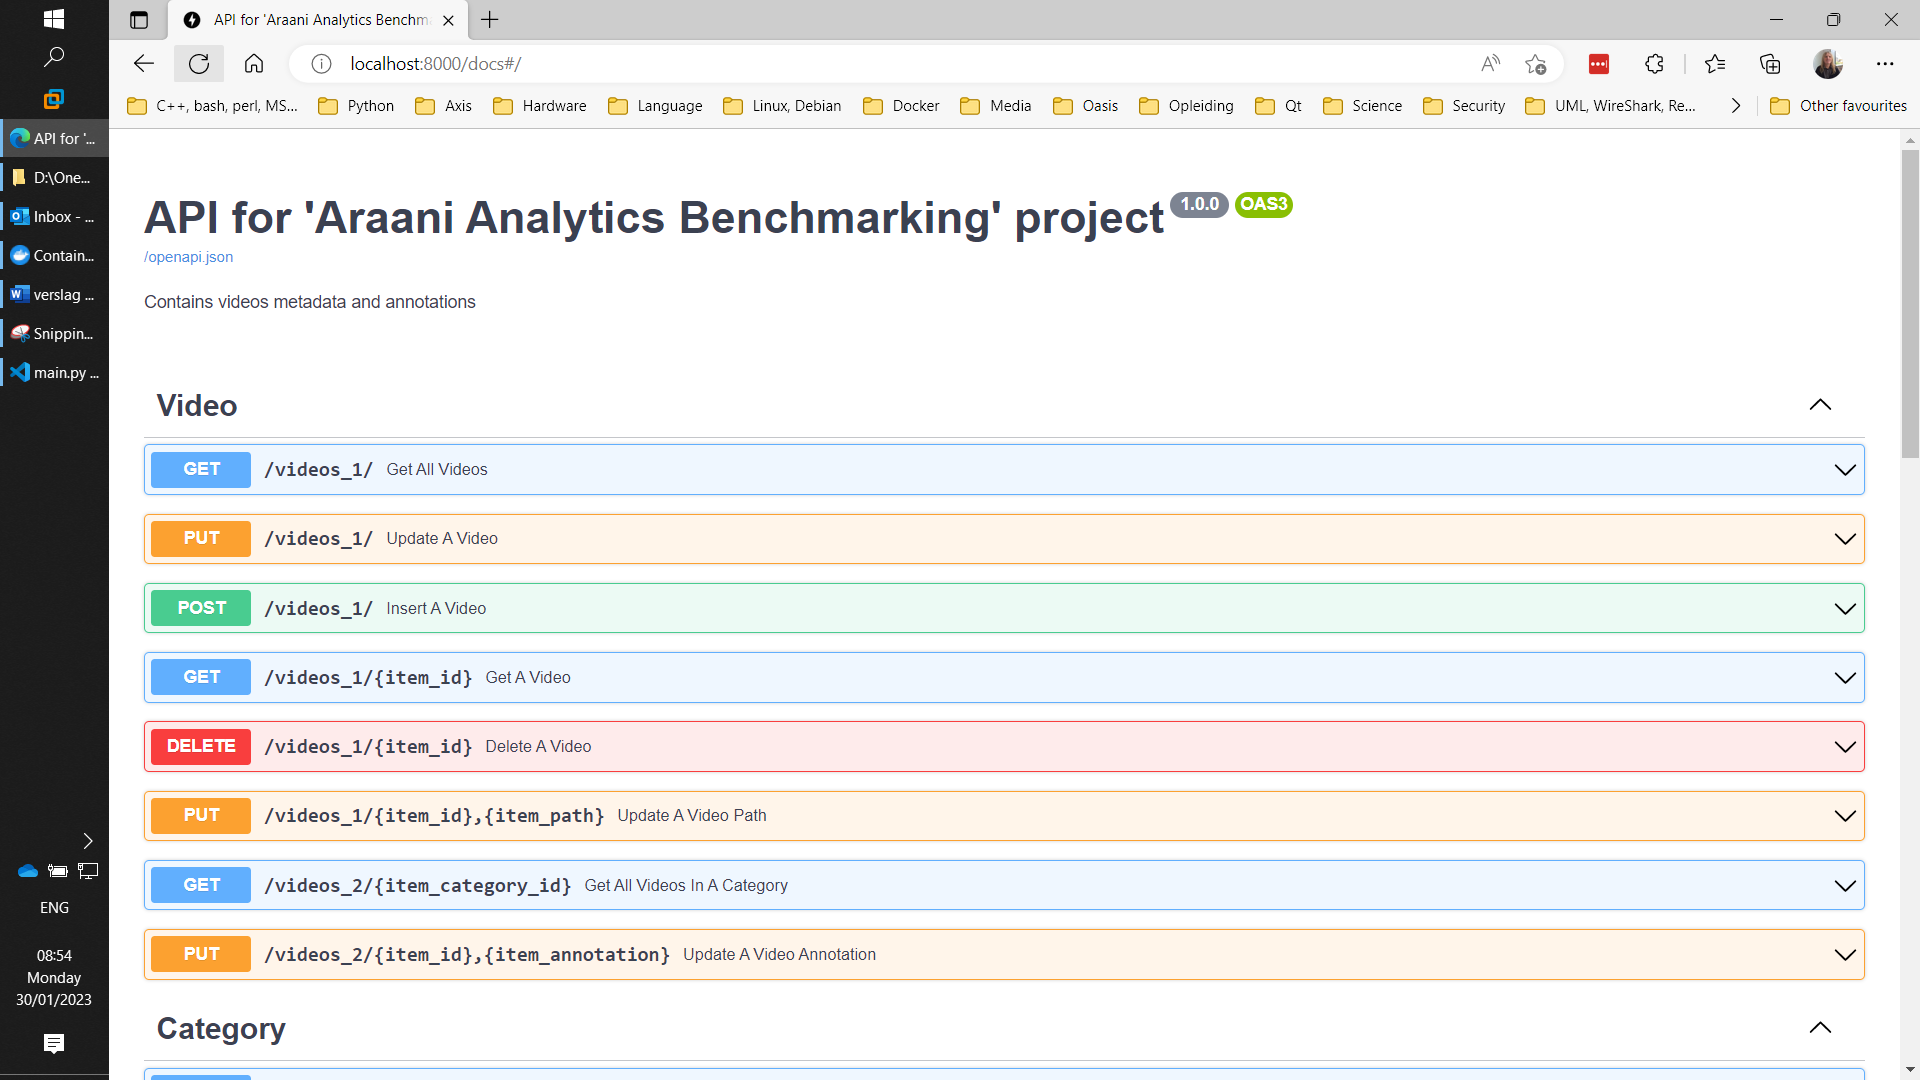 API for 'Araani Analytics Benchm
localhost:8000/docs#/
C++, bash, perl, MS...
Python
Axis
Hardware
Language
Linux, Debian
Docker
Media
Oasis
Opleiding
Qt
Science
Security
UML, WireShark, Re...
Other favourites
API for '...
D:\One...
Inbox - ...
Contain...
verslag ...
Snippin...
main.py ...
ENG
08:54
Monday
30/01/2023
API for 'Araani Analytics Benchmarking' project 1.0.0 OAS3
/openapi.json
Contains videos metadata and annotations
Video
GET /videos_1/ Get All Videos
PUT /videos_1/ Update A Video
POST /videos_1/ Insert A Video
GET /videos_1/{item_id} Get A Video
DELETE /videos_1/{item_id} Delete A Video
PUT /videos_1/{item_id},{item_path} Update A Video Path
GET /videos_2/{item_category_id} Get All Videos In A Category
PUT /videos_2/{item_id},{item_annotation} Update A Video Annotation
Category